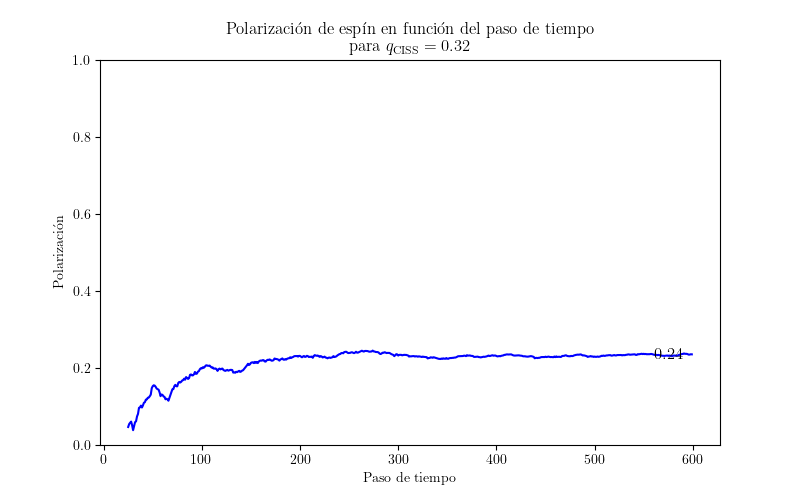 Polarización de espín en función del paso de tiempo
para q_CISS = 0.32
1.0
0.8
0.6
0.4
0.2
0.0
Polarización
0.24
0 100 200 300 400 500 600
Paso de tiempo